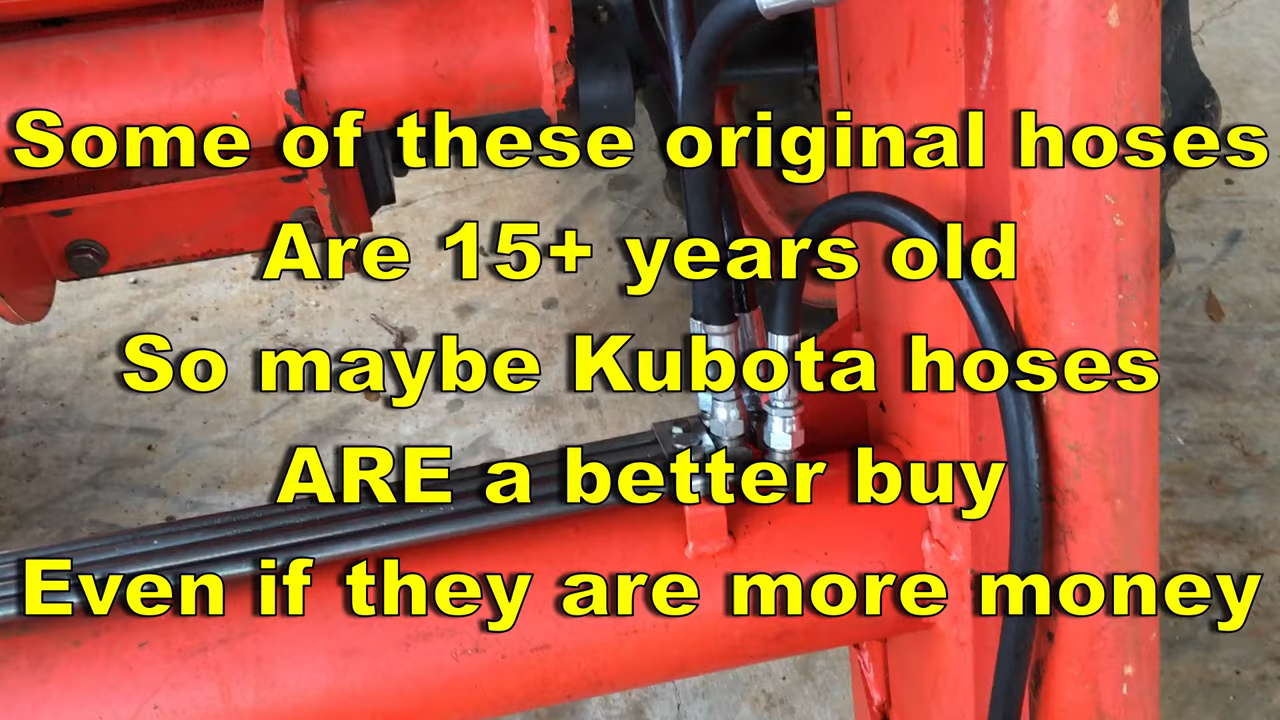 Some of these original hoses
Are 15+ years old
So maybe Kubota hoses
ARE a better buy
Even if they are more money